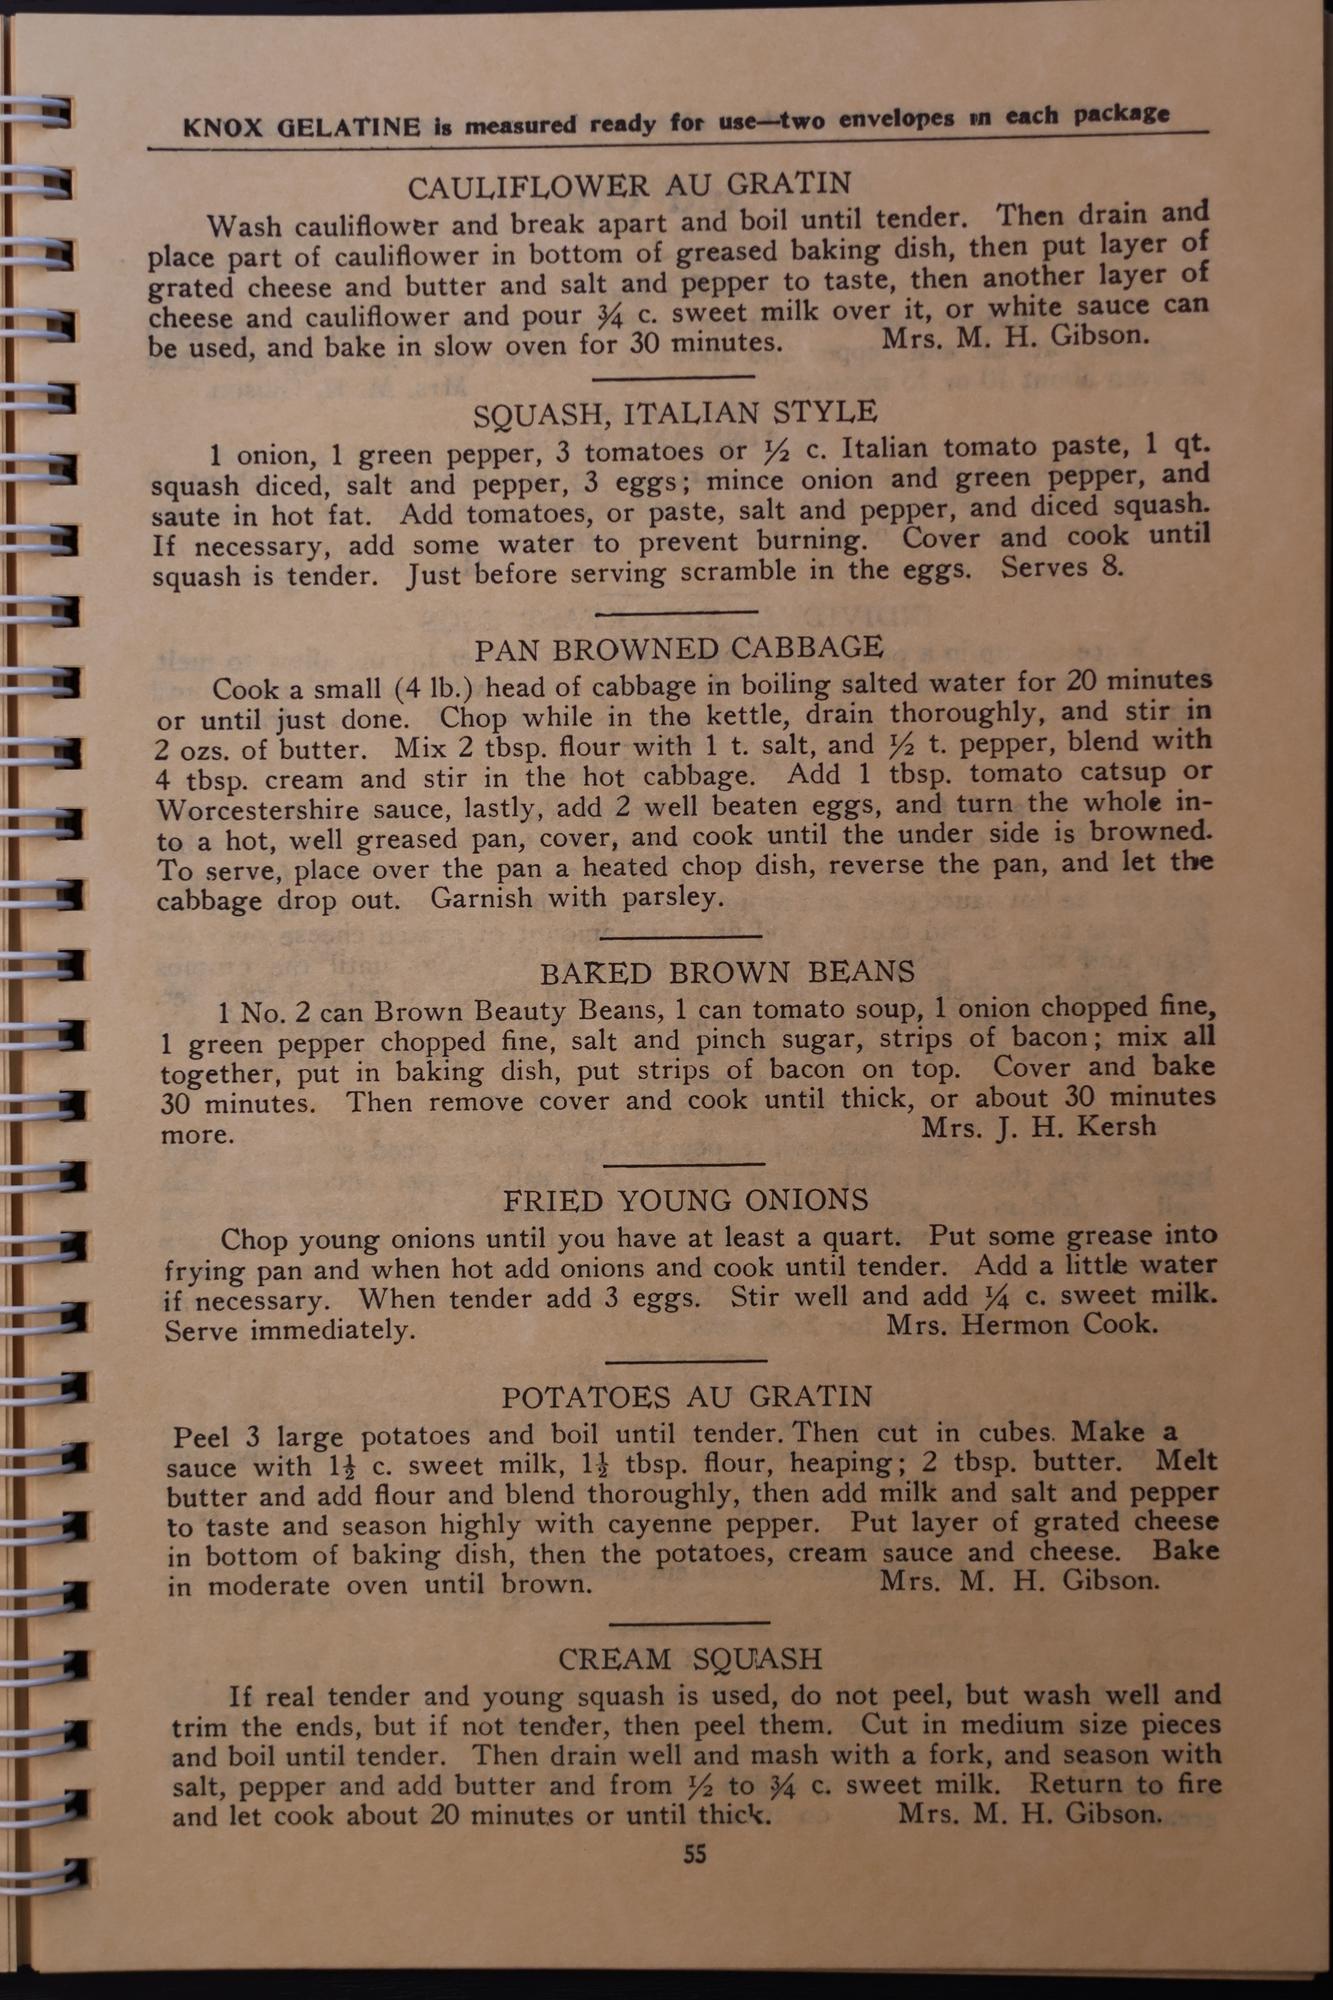 KNOX GELATINE is measured ready for use—two envelopes in each package
CAULIFLOWER AU GRATIN
Wash cauliflower and break apart and boil until tender. Then drain and
place part of cauliflower in bottom of greased baking dish, then put layer of
grated cheese and butter and salt and pepper to taste, then another layer of
cheese and cauliflower and pour ¾ c. sweet milk over it, or white sauce can
be used, and bake in slow oven for 30 minutes. Mrs. M. H. Gibson.
SQUASH, ITALIAN STYLE
1 onion, 1 green pepper, 3 tomatoes or ½ c. Italian tomato paste, 1 qt.
squash diced, salt and pepper, 3 eggs; mince onion and green pepper, and
saute in hot fat. Add tomatoes, or paste, salt and pepper, and diced squash.
If necessary, add some water to prevent burning. Cover and cook until
squash is tender. Just before serving scramble in the eggs. Serves 8.
PAN BROWNED CABBAGE
Cook a small (4 lb.) head of cabbage in boiling salted water for 20 minutes
or until just done. Chop while in the kettle, drain thoroughly, and stir in
2 ozs. of butter. Mix 2 tbsp. flour with 1 t. salt, and ½ t. pepper, blend with
4 tbsp. cream and stir in the hot cabbage. Add 1 tbsp. tomato catsup or
Worcestershire sauce, lastly, add 2 well beaten eggs, and turn the whole in-
to a hot, well greased pan, cover, and cook until the under side is browned.
To serve, place over the pan a heated chop dish, reverse the pan, and let the
cabbage drop out. Garnish with parsley.
BAKED BROWN BEANS
1 No. 2 can Brown Beauty Beans, 1 can tomato soup, 1 onion chopped fine,
1 green pepper chopped fine, salt and pinch sugar, strips of bacon; mix all
together, put in baking dish, put strips of bacon on top. Cover and bake
30 minutes. Then remove cover and cook until thick, or about 30 minutes
more. Mrs. J. H. Kersh
FRIED YOUNG ONIONS
Chop young onions until you have at least a quart. Put some grease into
frying pan and when hot add onions and cook until tender. Add a little water
if necessary. When tender add 3 eggs. Stir well and add ¼ c. sweet milk.
Serve immediately. Mrs. Hermon Cook.
POTATOES AU GRATIN
Peel 3 large potatoes and boil until tender. Then cut in cubes. Make a
sauce with 1½ c. sweet milk, 1½ tbsp. flour, heaping; 2 tbsp. butter. Melt
butter and add flour and blend thoroughly, then add milk and salt and pepper
to taste and season highly with cayenne pepper. Put layer of grated cheese
in bottom of baking dish, then the potatoes, cream sauce and cheese. Bake
in moderate oven until brown. Mrs. M. H. Gibson.
CREAM SQUASH
If real tender and young squash is used, do not peel, but wash well and
trim the ends, but if not tender, then peel them. Cut in medium size pieces
and boil until tender. Then drain well and mash with a fork, and season with
salt, pepper and add butter and from ½ to ¾ c. sweet milk. Return to fire
and let cook about 20 minutes or until thick. Mrs. M. H. Gibson.
55